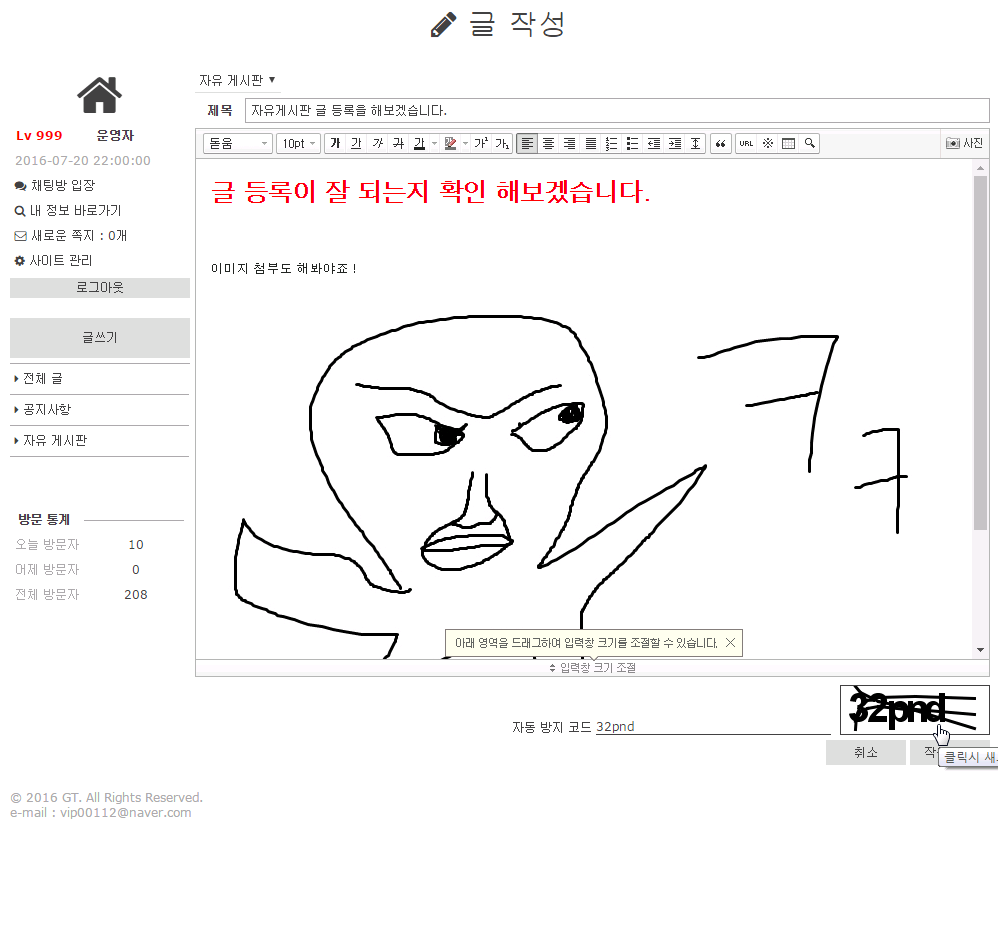 글 작성
자유 게시판 ▼
Lv 999 운영자
2016-07-20 22:00:00
채팅방 입장
내 정보 바로가기
새로운 쪽지 : 0개
사이트 관리
로그아웃
글쓰기
전체 글
공지사항
자유 게시판
방문 통계
오늘 방문자 10
어제 방문자 0
전체 방문자 208
제목 자유게시판 글 등록을 해보겠습니다.
돋움 10pt 가 가 가 가 가 가² 가₁ URL 사진
글 등록이 잘 되는지 확인 해보겠습니다.
이미지 첨부도 해봐야죠 !
ㅋ
ㅋ
아래 영역을 드래그하여 입력창 크기를 조절할 수 있습니다.
입력창 크기 조절
자동 방지 코드 32pnd
32pnd
취소 작
클릭시 새
© 2016 GT. All Rights Reserved.
e-mail : vip00112@naver.com